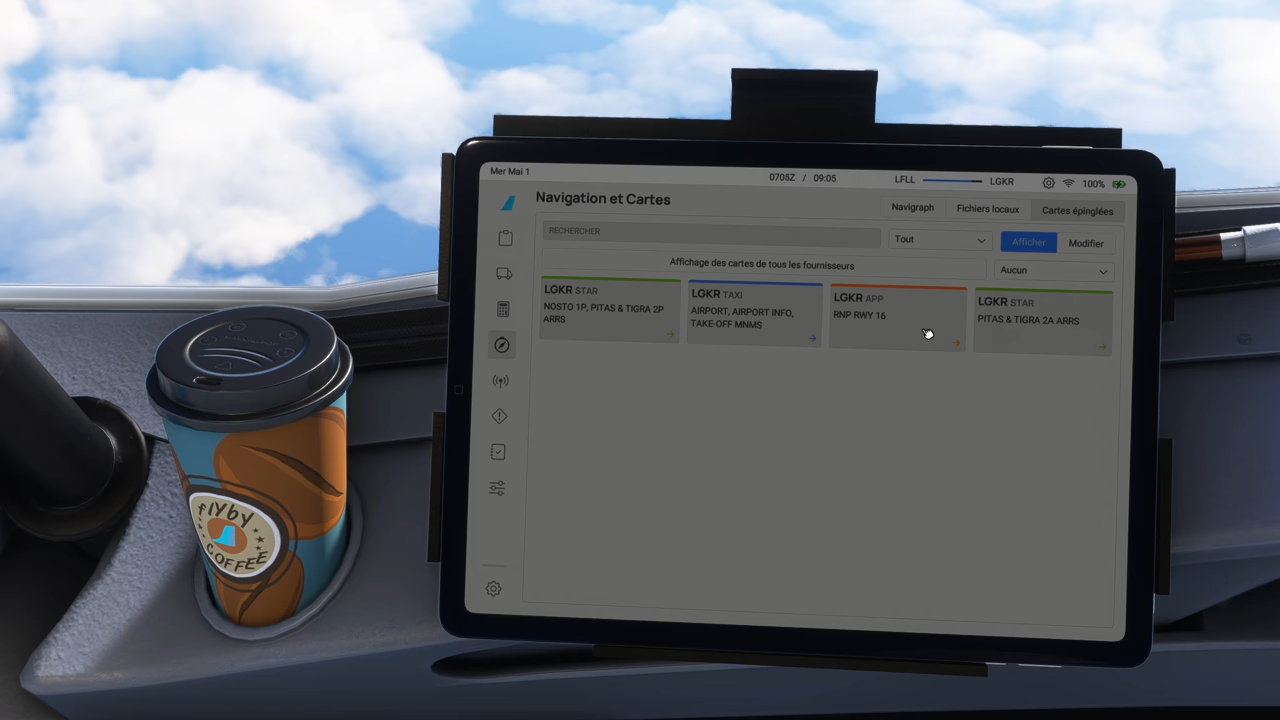 Mer Mai 1
0705Z / 09:05
LFLL LGKR
100%
Navigation et Cartes
Navigraph
Fichiers locaux
Cartes épinglées
RECHERCHER
Tout
Afficher
Modifier
Affichage des cartes de tous les fournisseurs
Aucun
LGKR STAR
NOSTO 1P, PITAS & TIGRA 2P
ARRS
LGKR TAXI
AIRPORT, AIRPORT INFO,
TAKE-OFF MNMS
LGKR APP
RNP RWY 16
LGKR STAR
PITAS & TIGRA 2A ARRS
flyby
COFFEE